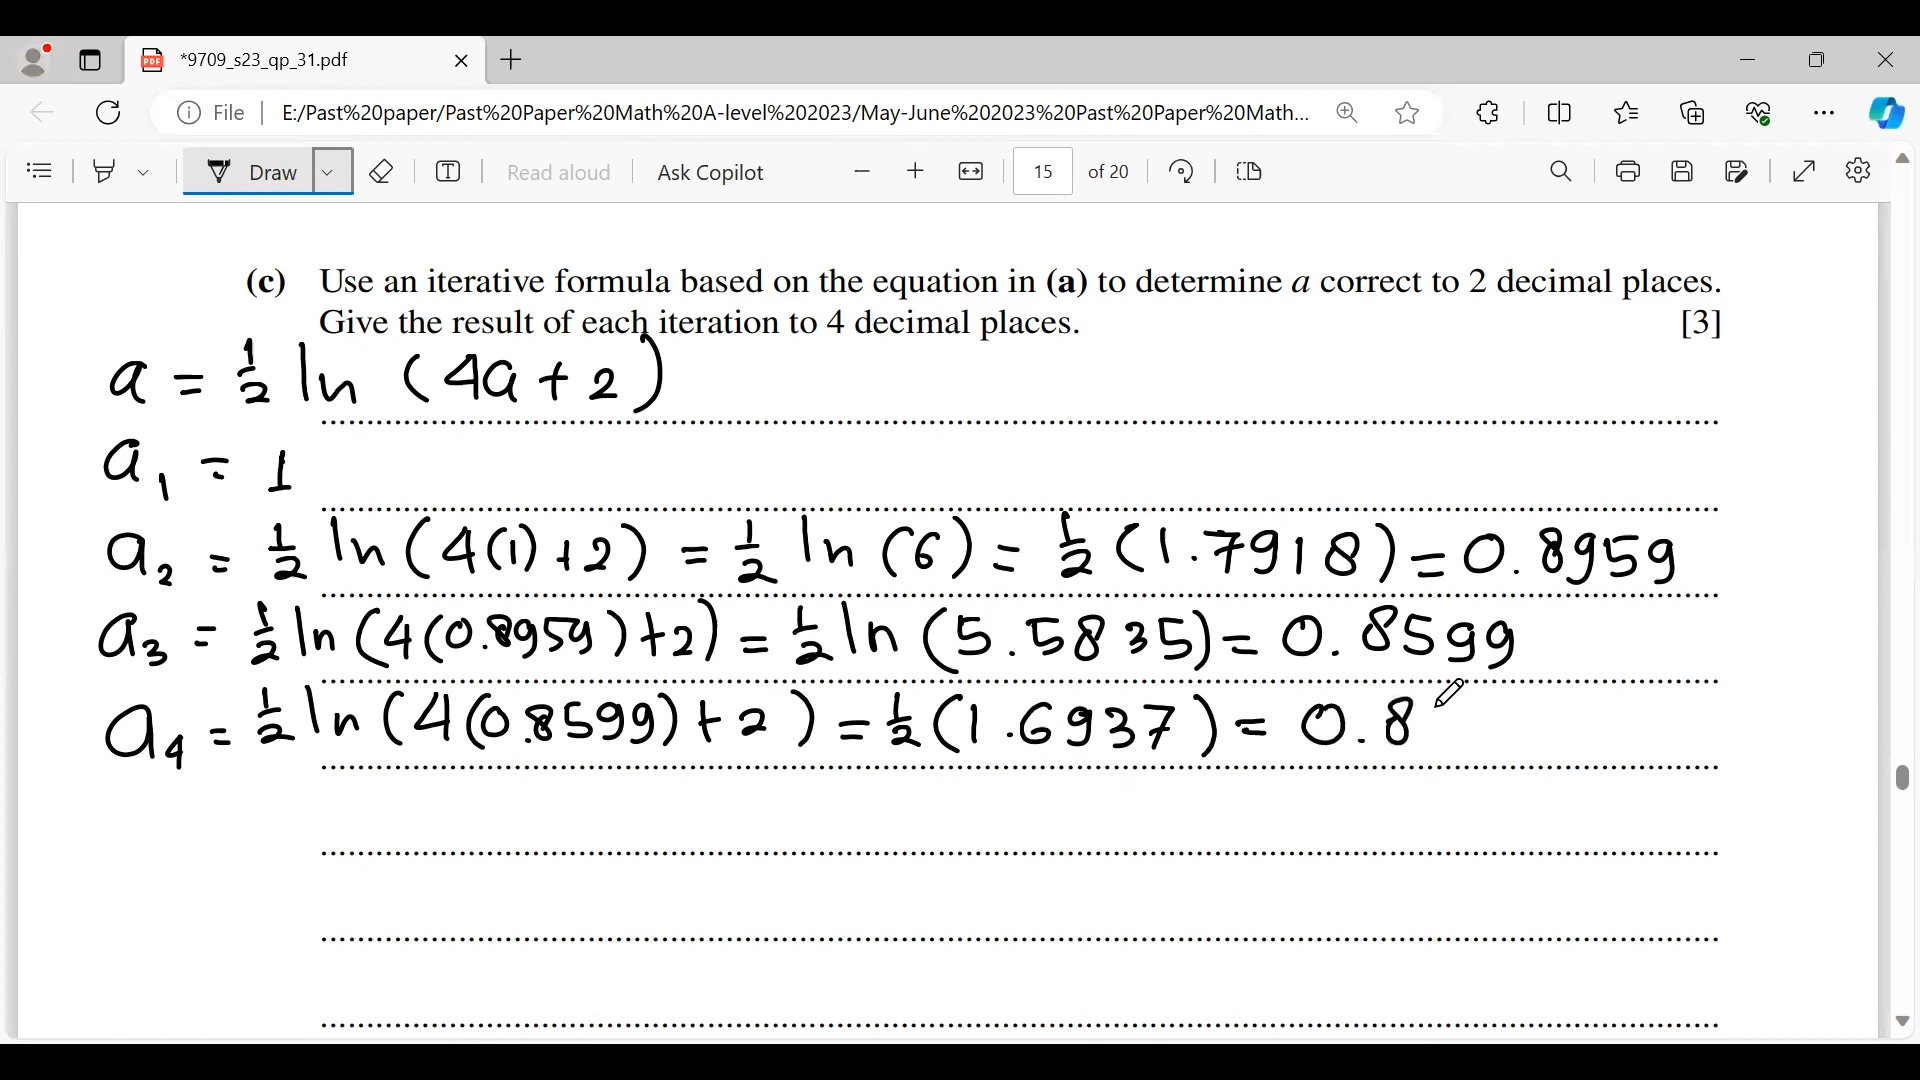 *9709_s23_qp_31.pdf
File | E:/Past%20paper/Past%20Paper%20Math%20A-level%202023/May-June%202023%20Past%20Paper%20Math...
Draw
Read aloud
Ask Copilot
15 of 20
(c) Use an iterative formula based on the equation in (a) to determine a correct to 2 decimal places.
Give the result of each iteration to 4 decimal places. [3]
a = 1/2 ln (4a + 2)
a₁ = 1
a₂ = 1/2 ln(4(1)+2) = 1/2 ln (6) = 1/2 (1.7918) = 0.8959
a₃ = 1/2 ln(4(0.8959)+2) = 1/2 ln (5.5835) = 0.8599
a₄ = 1/2 ln (4(0.8599)+2) = 1/2 (1.6937) = 0.8